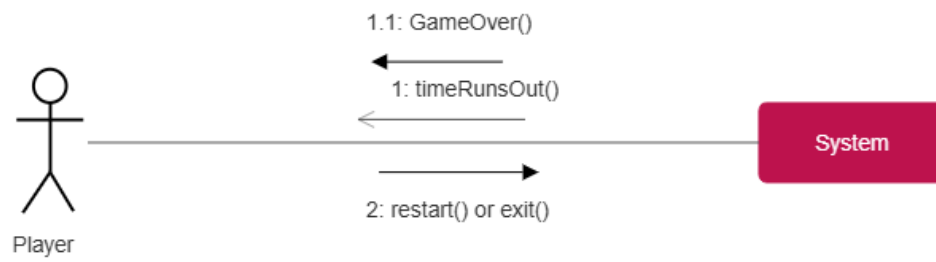 1.1: GameOver()
1: timeRunsOut()
System
2: restart() or exit()
Player